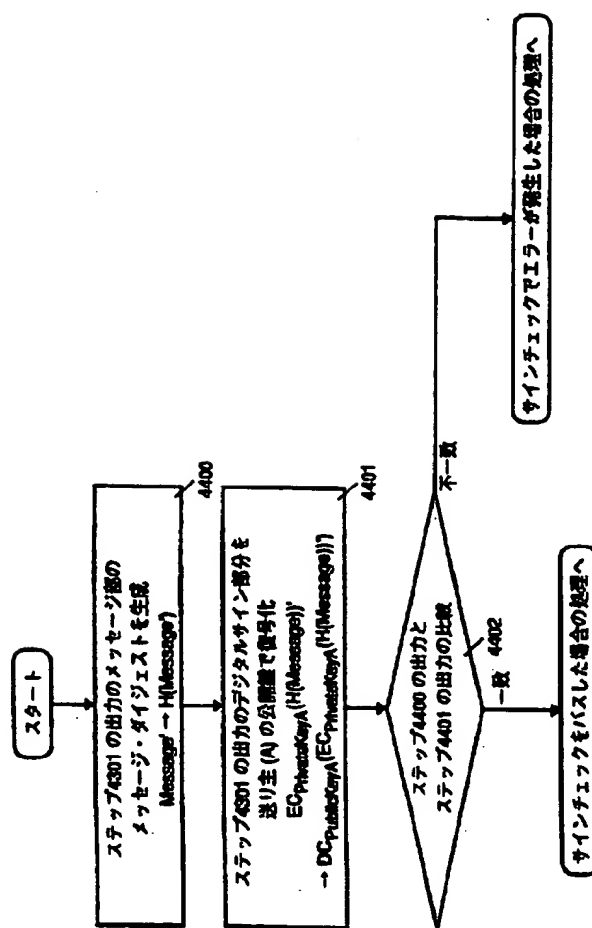 スタート
ステップ4301の出力のメッセージ部の
メッセージ・ダイジェストを生成
Message' → H(Message')
4400
ステップ4301の出力のデジタルサイン部分を
送り主(A)の公開鍵で復号化
EC_PrivateKeyA(H(Message))'
→ DC_PublicKeyA(EC_PrivateKeyA(H(Message))')
4401
ステップ4400の出力と
ステップ4401の出力の比較
4402
一致
不一致
サインチェックをパスした場合の処理へ
サインチェックでエラーが発生した場合の処理へ